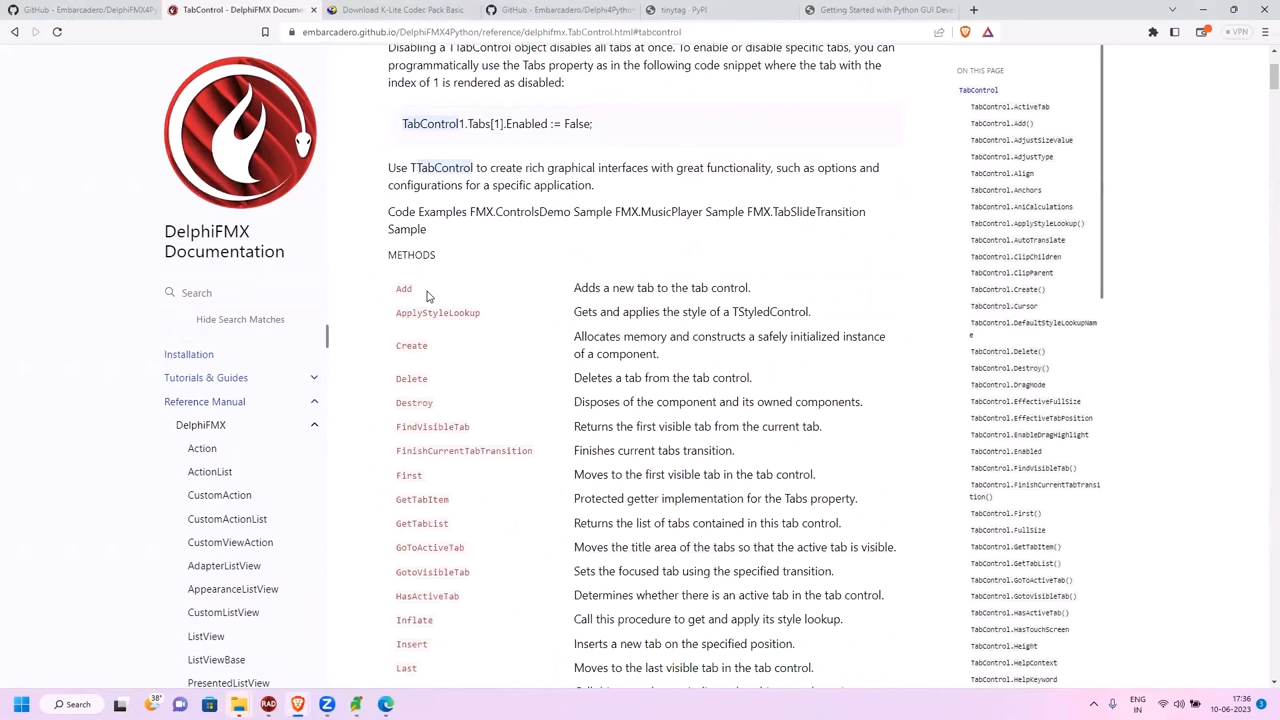 GitHub - Embarcadero/DelphiFMX4P
TabControl - DelphiFMX Docume
Download K-Lite Codec Pack Basic
GitHub - Embarcadero/Delphi4Python
tinytag · PyPI
Getting Started with Python GUI Dev
embarcadero.github.io/DelphiFMX4Python/reference/delphifmx.TabControl.html#tabcontrol
VPN
DelphiFMX
Documentation
Search
Hide Search Matches
Installation
Tutorials & Guides
Reference Manual
DelphiFMX
Action
ActionList
CustomAction
CustomActionList
CustomViewAction
AdapterListView
AppearanceListView
CustomListView
ListView
ListViewBase
PresentedListView
Disabling a TTabControl object disables all tabs at once. To enable or disable specific tabs, you can
programmatically use the Tabs property as in the following code snippet where the tab with the
index of 1 is rendered as disabled:
TabControl1.Tabs[1].Enabled := False;
Use TTabControl to create rich graphical interfaces with great functionality, such as options and
configurations for a specific application.
Code Examples FMX.ControlsDemo Sample FMX.MusicPlayer Sample FMX.TabSlideTransition
Sample
METHODS
Add Adds a new tab to the tab control.
ApplyStyleLookup Gets and applies the style of a TStyledControl.
Create Allocates memory and constructs a safely initialized instance
of a component.
Delete Deletes a tab from the tab control.
Destroy Disposes of the component and its owned components.
FindVisibleTab Returns the first visible tab from the current tab.
FinishCurrentTabTransition Finishes current tabs transition.
First Moves to the first visible tab in the tab control.
GetTabItem Protected getter implementation for the Tabs property.
GetTabList Returns the list of tabs contained in this tab control.
GoToActiveTab Moves the title area of the tabs so that the active tab is visible.
GotoVisibleTab Sets the focused tab using the specified transition.
HasActiveTab Determines whether there is an active tab in the tab control.
Inflate Call this procedure to get and apply its style lookup.
Insert Inserts a new tab on the specified position.
Last Moves to the last visible tab in the tab control.
ON THIS PAGE
TabControl
TabControl.ActiveTab
TabControl.Add()
TabControl.AdjustSizeValue
TabControl.AdjustType
TabControl.Align
TabControl.Anchors
TabControl.AniCalculations
TabControl.ApplyStyleLookup()
TabControl.AutoTranslate
TabControl.ClipChildren
TabControl.ClipParent
TabControl.Create()
TabControl.Cursor
TabControl.DefaultStyleLookupNam
e
TabControl.Delete()
TabControl.Destroy()
TabControl.DragMode
TabControl.EffectiveFullSize
TabControl.EffectiveTabPosition
TabControl.EnableDragHighlight
TabControl.Enabled
TabControl.FindVisibleTab()
TabControl.FinishCurrentTabTransi
tion()
TabControl.First()
TabControl.FullSize
TabControl.GetTabItem()
TabControl.GetTabList()
TabControl.GoToActiveTab()
TabControl.GotoVisibleTab()
TabControl.HasActiveTab()
TabControl.HasTouchScreen
TabControl.Height
TabControl.HelpContext
TabControl.HelpKeyword
Search
38°
RAD
ENG
IN
17:36
10-06-2023
3